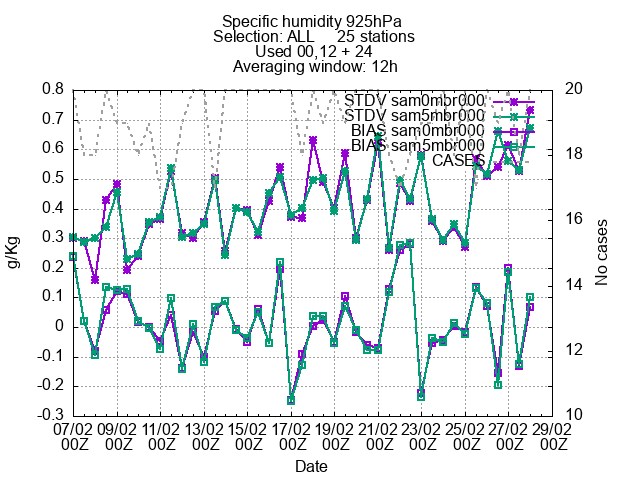 Specific humidity 925hPa
Selection: ALL 25 stations
Used 00,12 + 24
Averaging window: 12h
STDV sam0mbr000
STDV sam5mbr000
BIAS sam0mbr000
BIAS sam5mbr000
CASES
0.8
0.7
0.6
0.5
0.4
0.3
0.2
0.1
0
-0.1
-0.2
-0.3
g/Kg
20
18
16
14
12
10
No cases
07/02 09/02 11/02 13/02 15/02 17/02 19/02 21/02 23/02 25/02 27/02 29/02
00Z 00Z 00Z 00Z 00Z 00Z 00Z 00Z 00Z 00Z 00Z 00Z
Date